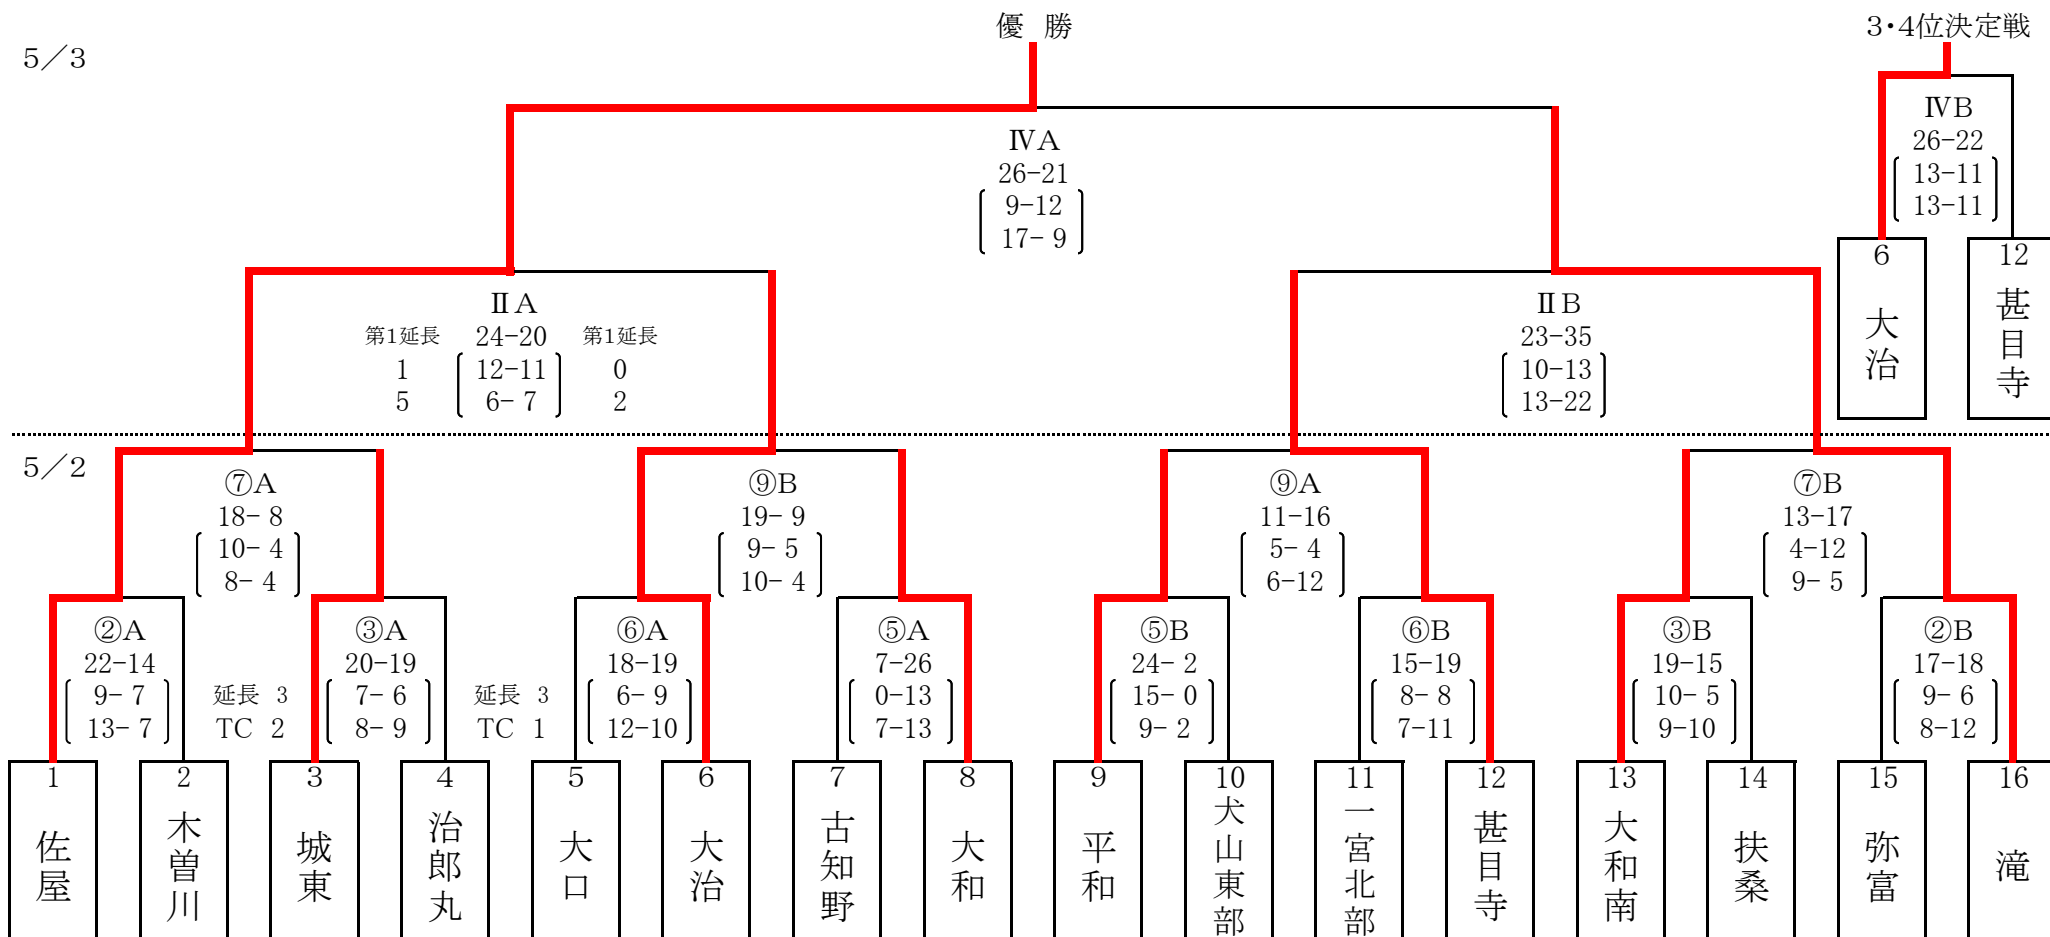 優 勝
3・4位決定戦
5／3
ⅣA
26-21
9-12
17- 9
ⅣB
26-22
13-11
13-11
6
大治
12
甚目寺
ⅡA
第1延長 24-20 第1延長
1 12-11 0
5 6- 7 2
ⅡB
23-35
10-13
13-22
5／2
⑦A
18- 8
10- 4
8- 4
⑨B
19- 9
9- 5
10- 4
⑨A
11-16
5- 4
6-12
⑦B
13-17
4-12
9- 5
②A
22-14
9- 7
13- 7
③A
20-19
延長 3 7- 6 延長 3
TC 2 8- 9 TC 1
⑥A
18-19
6- 9
12-10
⑤A
7-26
0-13
7-13
⑤B
24- 2
15- 0
9- 2
⑥B
15-19
8- 8
7-11
③B
19-15
10- 5
9-10
②B
17-18
9- 6
8-12
1
佐屋
2
木曽川
3
城東
4
治郎丸
5
大口
6
大治
7
古知野
8
大和
9
平和
10
犬山東部
11
一宮北部
12
甚目寺
13
大和南
14
扶桑
15
弥富
16
滝